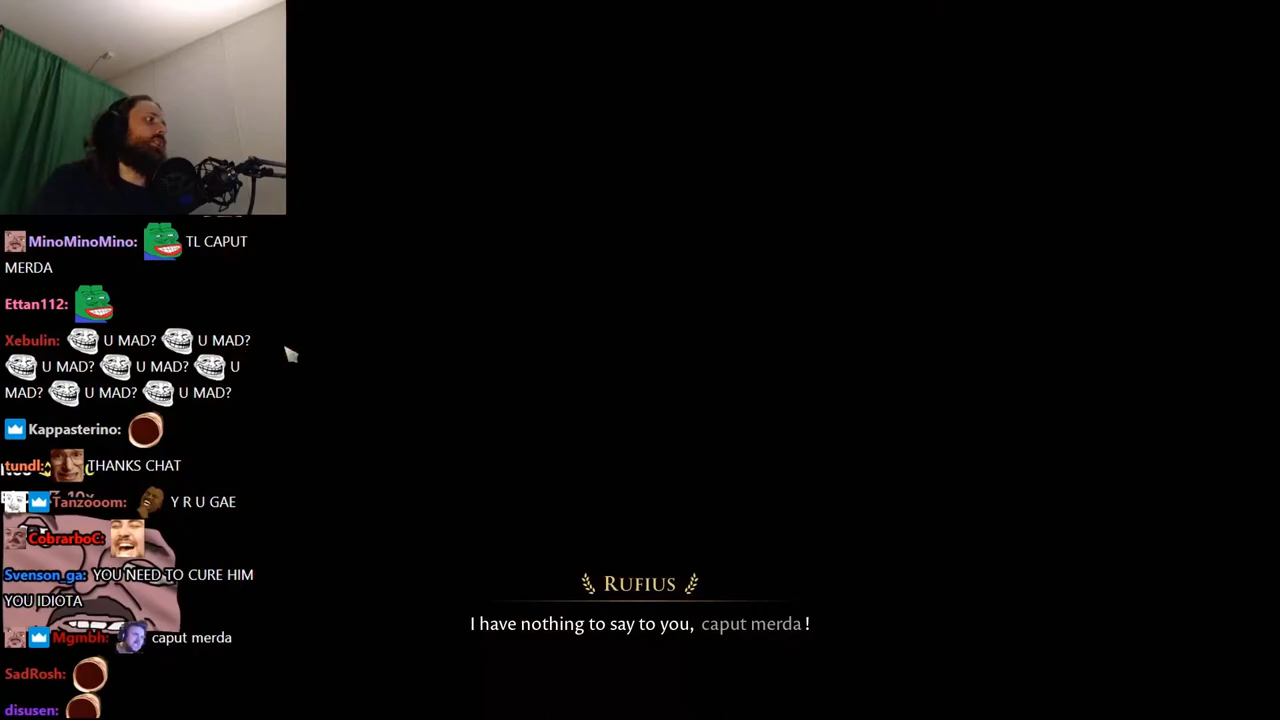 MinoMinoMino: TL CAPUT
MERDA
Ettan112:
Xebulin: U MAD? U MAD?
U MAD? U MAD? U
MAD? U MAD? U MAD?
Kappasterino:
tundl: THANKS CHAT
Tanzooom: Y R U GAE
CobrarboC:
Svenson_ga: YOU NEED TO CURE HIM
YOU IDIOTA
Mgmbh: caput merda
SadRosh:
disusen:
RUFIUS
I have nothing to say to you, caput merda !